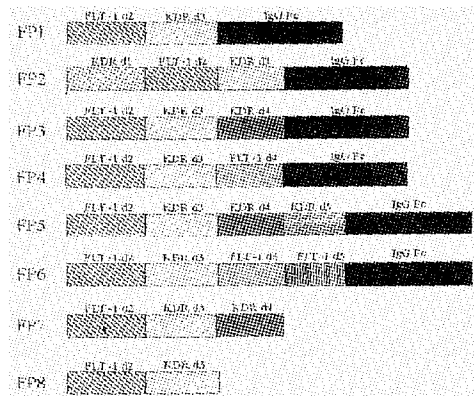 FLT-1 d2 KDR d3 IgG Fc
FP1
KDR d1 FLT-1 d2 KDR d3 IgG Fc
FP2
FLT-1 d2 KDR d3 KDR d4 IgG Fc
FP3
FLT-1 d2 KDR d3 FLT-1 d4 IgG Fc
FP4
FLT-1 d2 KDR d3 KDR d4 KDR d5 IgG Fc
FP5
FLT-1 d2 KDR d3 FLT-1 d4 FLT-1 d5 IgG Fc
FP6
FLT-1 d2 KDR d3 KDR d4
FP7
FLT-1 d2 KDR d3
FP8